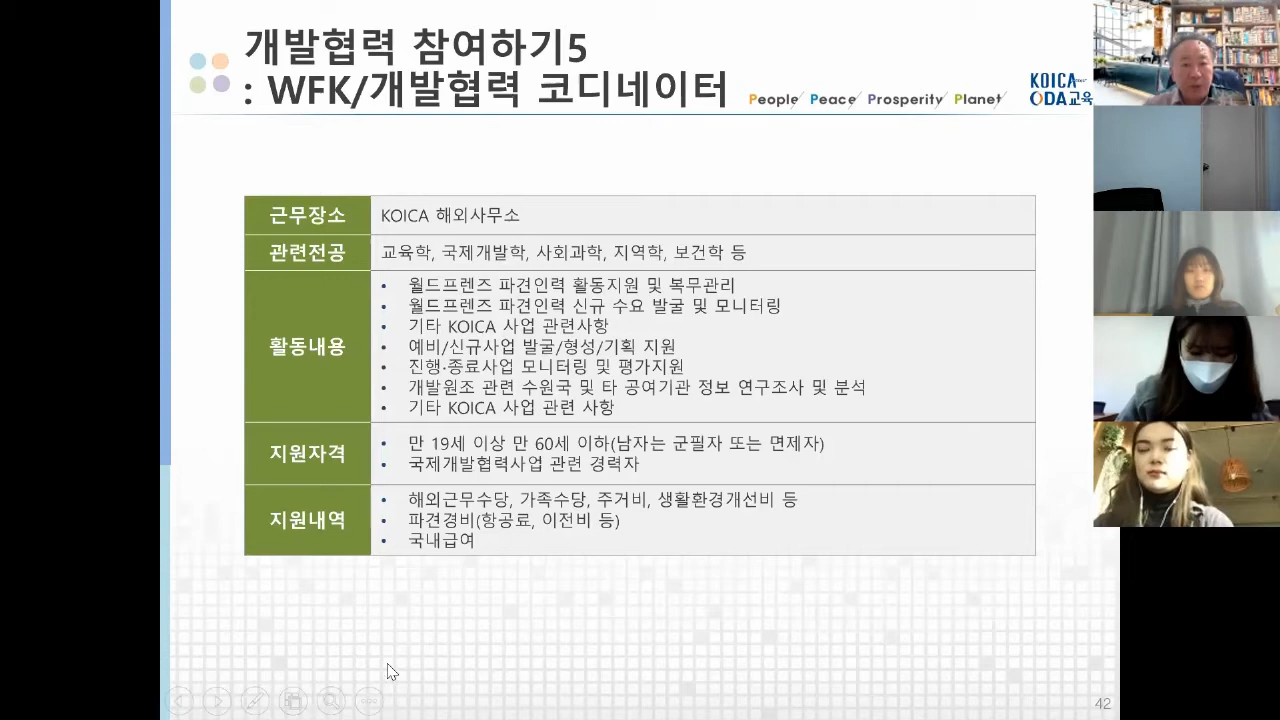 개발협력 참여하기5
: WFK/개발협력 코디네이터
People Peace Prosperity Planet
KOICA
ODA교육
근무장소 KOICA 해외사무소
관련전공 교육학, 국제개발학, 사회과학, 지역학, 보건학 등
활동내용
• 월드프렌즈 파견인력 활동지원 및 복무관리
• 월드프렌즈 파견인력 신규 수요 발굴 및 모니터링
• 기타 KOICA 사업 관련사항
• 예비/신규사업 발굴/형성/기획 지원
• 진행·종료사업 모니터링 및 평가지원
• 개발원조 관련 수원국 및 타 공여기관 정보 연구조사 및 분석
• 기타 KOICA 사업 관련 사항
지원자격
• 만 19세 이상 만 60세 이하(남자는 군필자 또는 면제자)
• 국제개발협력사업 관련 경력자
지원내역
• 해외근무수당, 가족수당, 주거비, 생활환경개선비 등
• 파견경비(항공료, 이전비 등)
• 국내급여
42